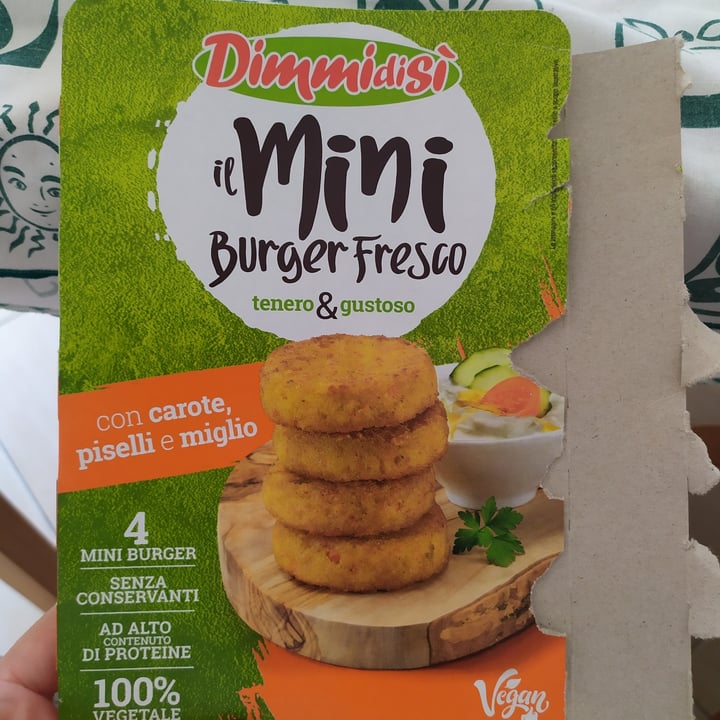 DimmidiSì
il Mini
Burger Fresco
tenero & gustoso
con carote,
piselli e miglio
4
MINI BURGER
SENZA
CONSERVANTI
AD ALTO
CONTENUTO
DI PROTEINE
100%
VEGETALE
Vegan